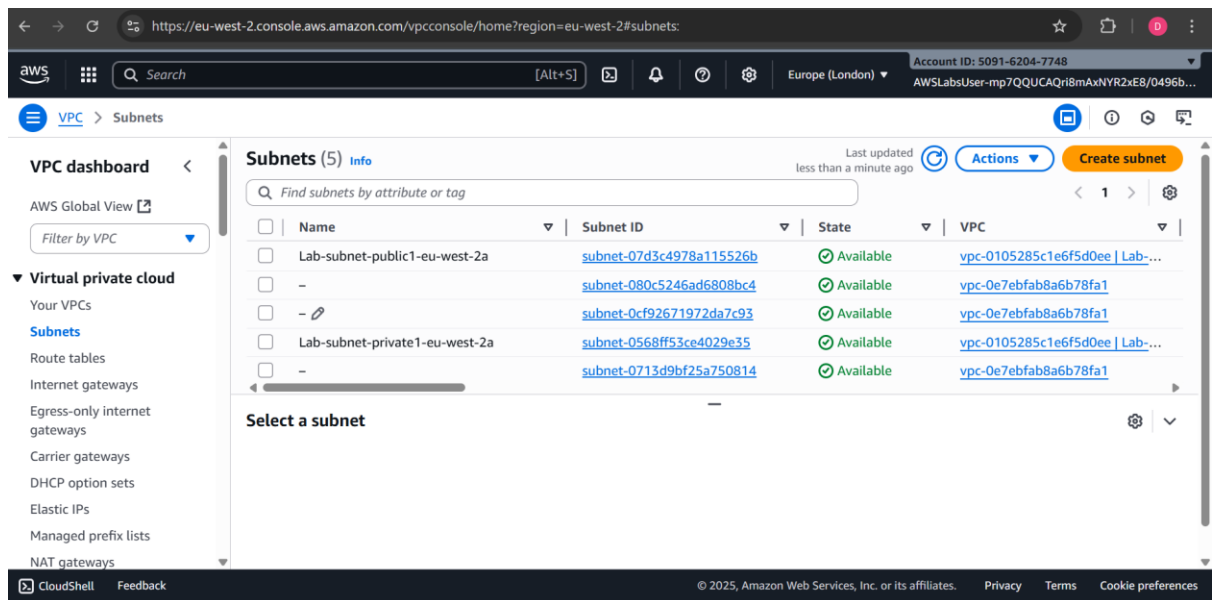 https://eu-west-2.console.aws.amazon.com/vpcconsole/home?region=eu-west-2#subnets:
D
aws
Search
[Alt+S]
Europe (London)
Account ID: 5091-6204-7748
AWSLabsUser-mp7QQUCAQri8mAxNYR2xE8/0496b...
VPC > Subnets
VPC dashboard
AWS Global View
Filter by VPC
Virtual private cloud
Your VPCs
Subnets
Route tables
Internet gateways
Egress-only internet
gateways
Carrier gateways
DHCP option sets
Elastic IPs
Managed prefix lists
NAT gateways
Subnets (5) Info
Last updated
less than a minute ago
Actions
Create subnet
Find subnets by attribute or tag
1
Name Subnet ID State VPC
Lab-subnet-public1-eu-west-2a subnet-07d3c4978a115526b Available vpc-0105285c1e6f5d0ee | Lab-...
– subnet-080c5246ad6808bc4 Available vpc-0e7ebfab8a6b78fa1
– subnet-0cf92671972da7c93 Available vpc-0e7ebfab8a6b78fa1
Lab-subnet-private1-eu-west-2a subnet-0568ff53ce4029e35 Available vpc-0105285c1e6f5d0ee | Lab-...
– subnet-0713d9bf25a750814 Available vpc-0e7ebfab8a6b78fa1
Select a subnet
CloudShell Feedback
© 2025, Amazon Web Services, Inc. or its affiliates. Privacy Terms Cookie preferences